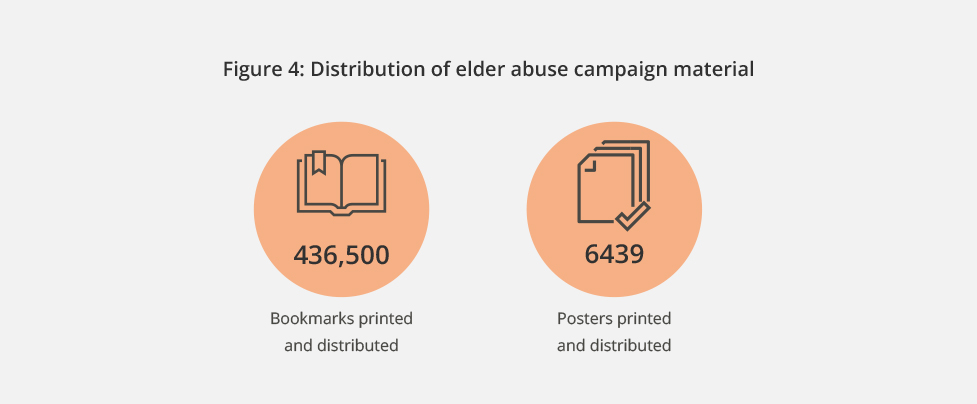 Figure 4: Distribution of elder abuse campaign material
436,500
Bookmarks printed
and distributed
6439
Posters printed
and distributed